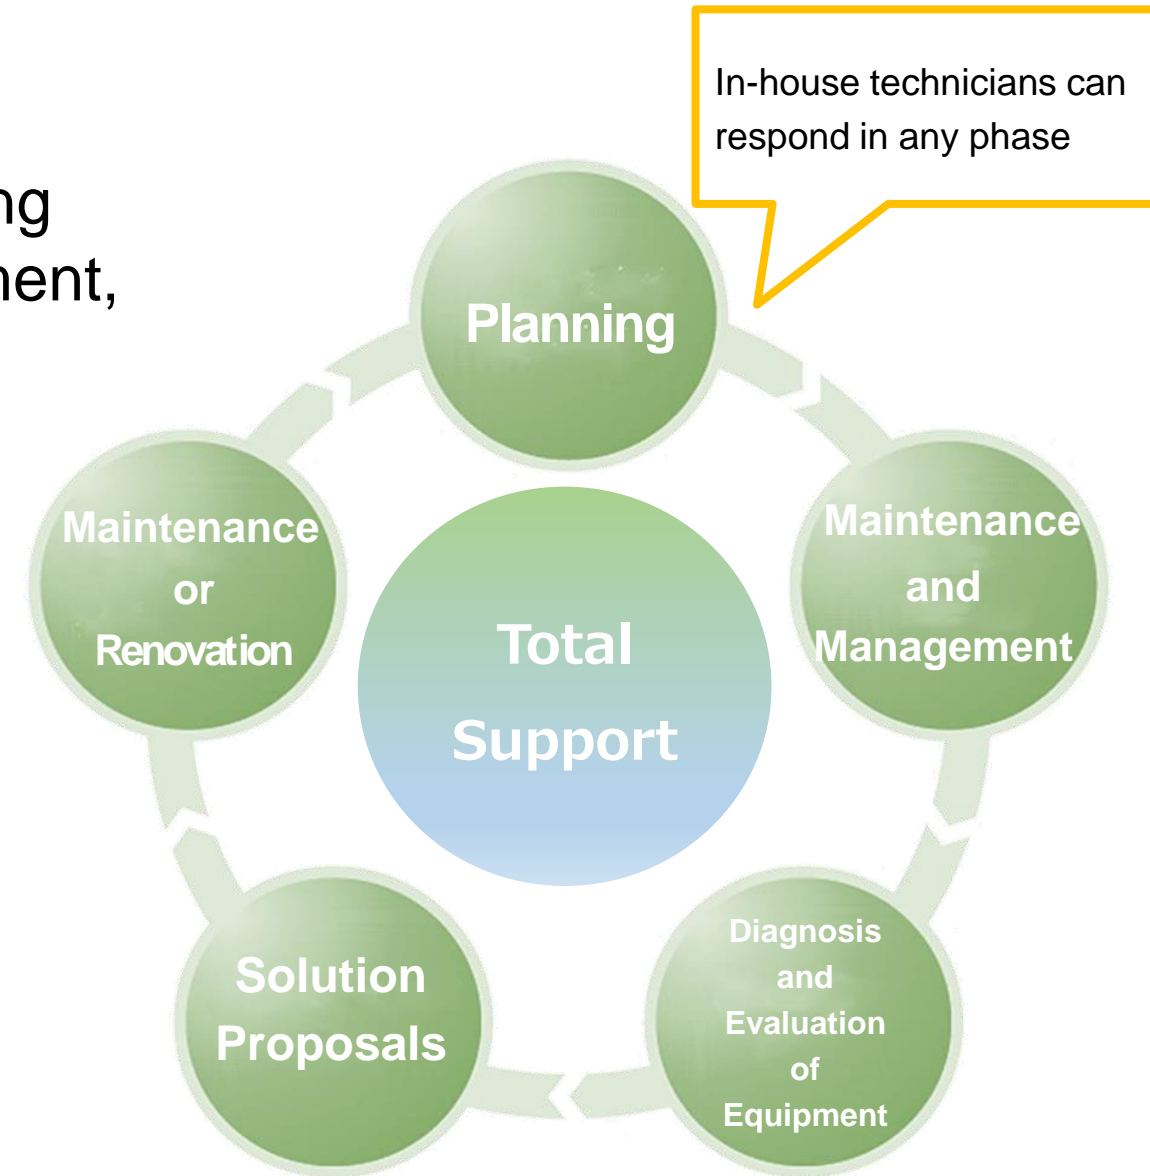 In-house technicians can
respond in any phase
ng
nent,
Planning
Maintenance
and
Management
Diagnosis
and
Evaluation
of
Equipment
Solution
Proposals
Maintenance
or
Renovation
Total
Support